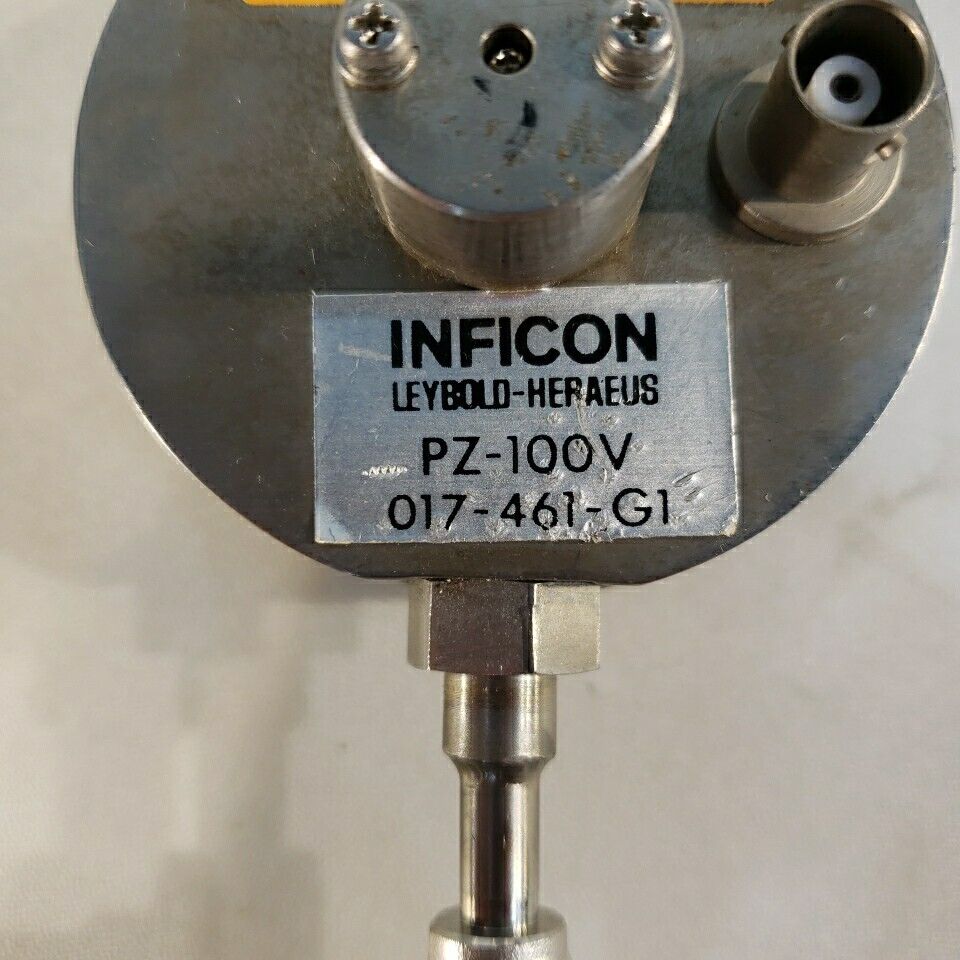 INFICON
LEYBOLD-HERAEUS
PZ-100V
017-461-G1